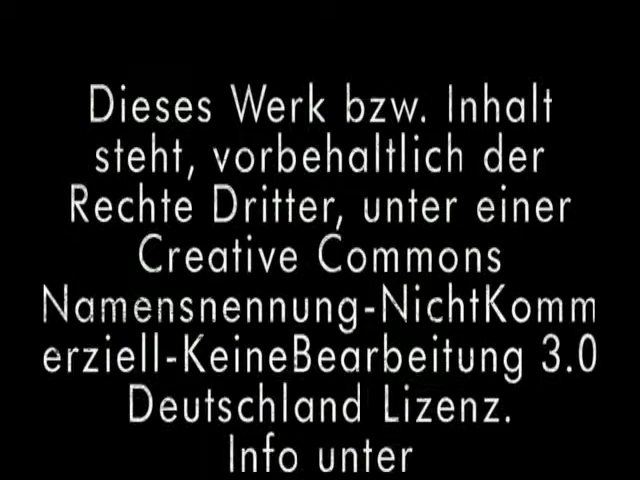 Dieses Werk bzw. Inhalt
steht, vorbehaltlich der
Rechte Dritter, unter einer
Creative Commons
Namensnennung-NichtKomm
erziell-KeineBearbeitung 3.0
Deutschland Lizenz.
Info unter